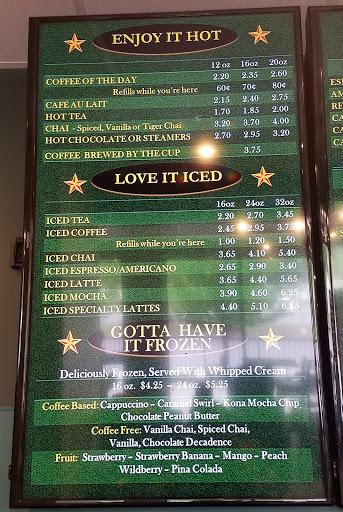 ENJOY IT HOT
12 oz 16oz 20oz
COFFEE OF THE DAY 2.20 2.35 2.60
Refills while you're here 60¢ 70¢ 80¢
CAFÉ AU LAIT 2.15 2.40 2.75
HOT TEA 1.70 1.85 2.00
CHAI - Spiced, Vanilla or Tiger Chai 3.20 3.70 4.00
HOT CHOCOLATE OR STEAMERS 2.70 2.95 3.20
COFFEE BREWED BY THE CUP 3.75
LOVE IT ICED
16oz 24oz 32oz
ICED TEA 2.20 2.70 3.45
ICED COFFEE 2.45 2.95 3.75
Refills while you're here 1.00 1.20 1.50
ICED CHAI 3.65 4.10 5.40
ICED ESPRESSO/AMERICANO 2.65 2.90 3.40
ICED LATTE 3.65 4.40 5.65
ICED MOCHA 3.90 4.60 6.25
ICED SPECIALTY LATTES 4.40 5.10
GOTTA HAVE
IT FROZEN
Deliciously Frozen, Served With Whipped Cream
16 oz. $4.25 -- 24 oz. $5.25
Coffee Based: Cappuccino - Caramel Swirl - Kona Mocha Chip
Chocolate Peanut Butter
Coffee Free: Vanilla Chai, Spiced Chai,
Vanilla, Chocolate Decadence
Fruit: Strawberry - Strawberry Banana - Mango - Peach
Wildberry - Pina Colada